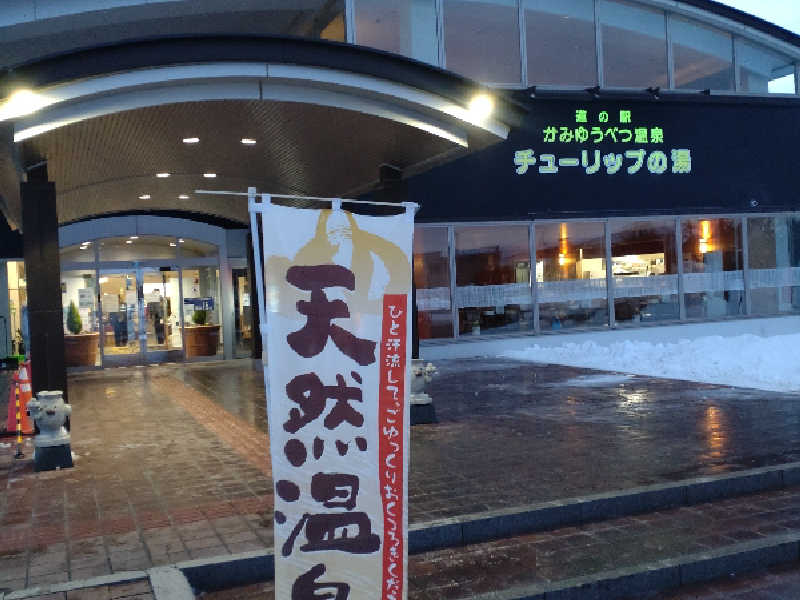 道の駅
かみゆうべつ温泉
チューリップの湯
天然温泉
ひと汗流して、ごゆっくりおくつろぎくだ